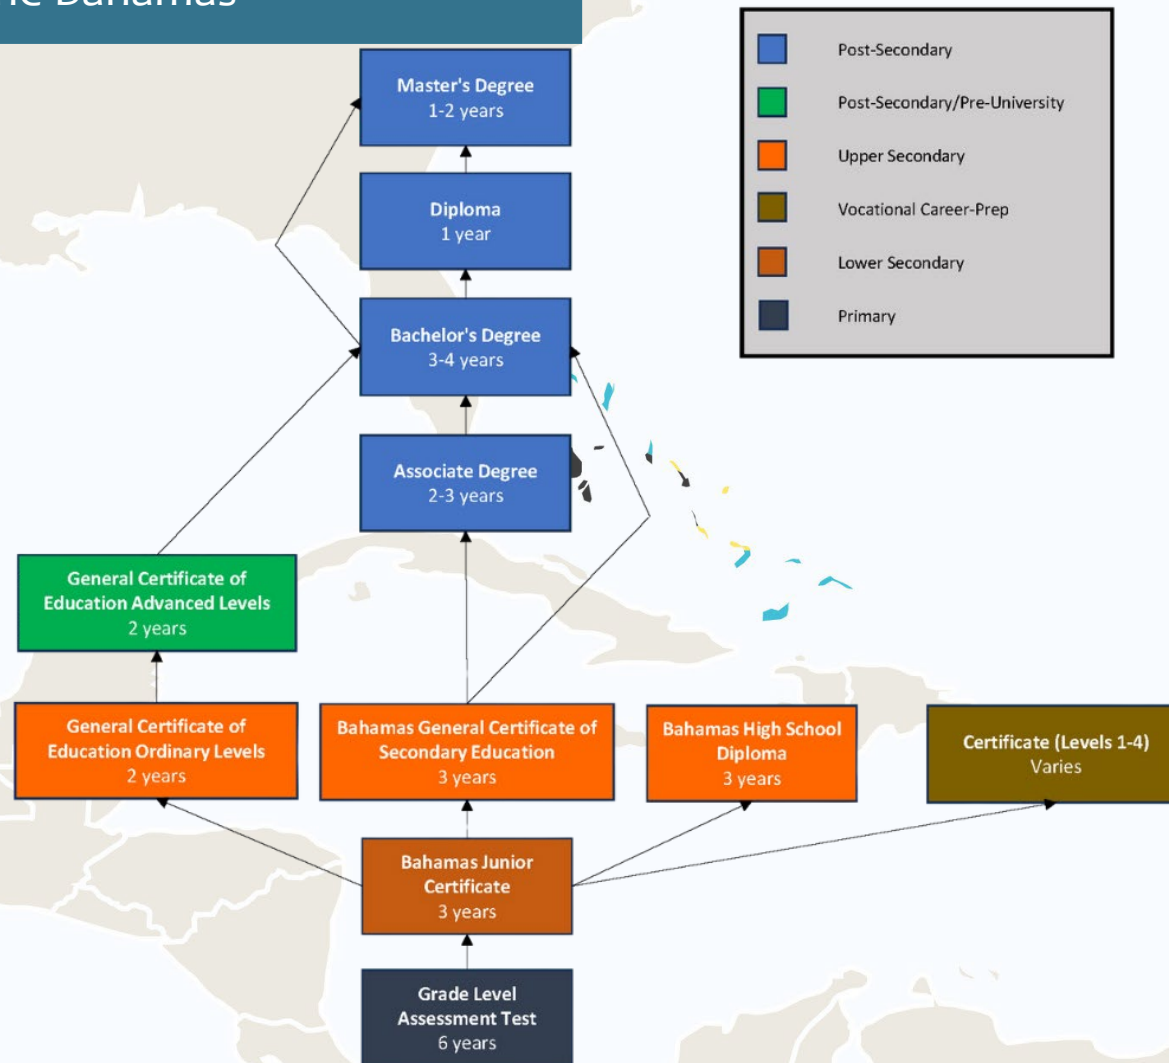 Bahamas
Master's Degree
1-2 years
Diploma
1 year
Bachelor's Degree
3-4 years
Associate Degree
2-3 years
General Certificate of
Education Advanced Levels
2 years
General Certificate of
Education Ordinary Levels
2 years
Bahamas General Certificate of
Secondary Education
3 years
Bahamas High School
Diploma
3 years
Certificate (Levels 1-4)
Varies
Bahamas Junior
Certificate
3 years
Grade Level
Assessment Test
6 years
Post-Secondary
Post-Secondary/Pre-University
Upper Secondary
Vocational Career-Prep
Lower Secondary
Primary